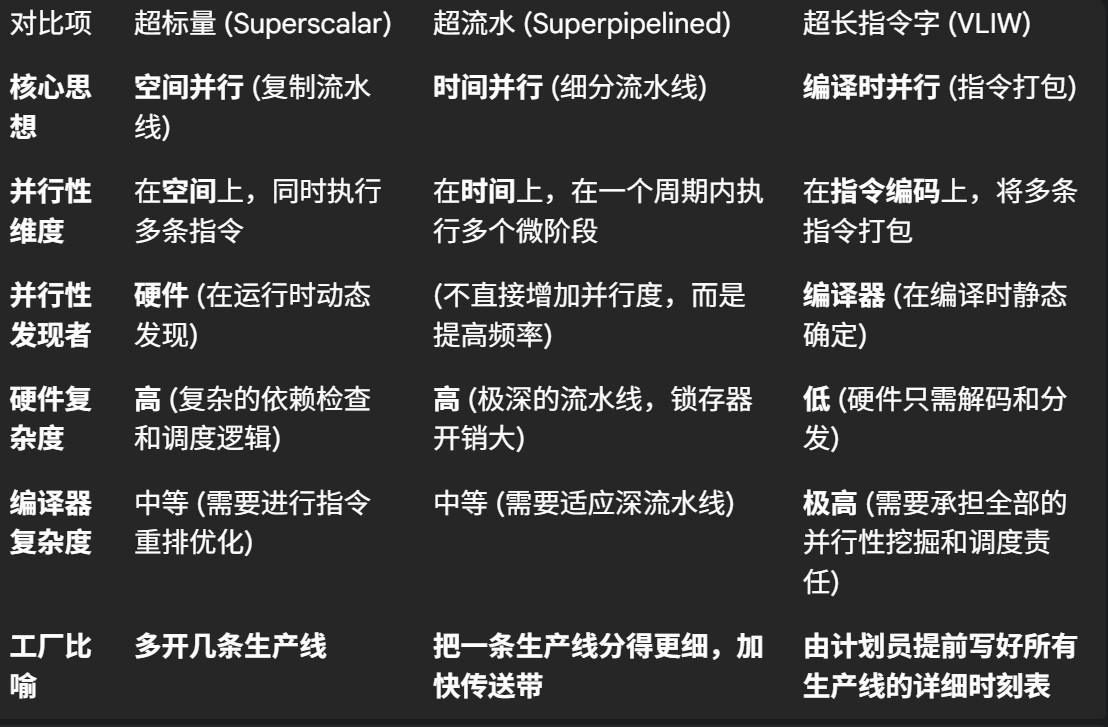 对比项 超标量 (Superscalar) 超流水 (Superpipelined) 超长指令字 (VLIW)
核心思 空间并行 (复制流水 时间并行 (细分流水线) 编译时并行 (指令打包)
想 线)
并行性 在空间上，同时执行 在时间上，在一个周期内执 在指令编码上，将多条
维度 多条指令 行多个微阶段 指令打包
并行性 硬件 (在运行时动态 (不直接增加并行度，而是 编译器 (在编译时静态
发现者 发现) 提高频率) 确定)
硬件复 高 (复杂的依赖检查 高 (极深的流水线，锁存器 低 (硬件只需解码和分
杂度 和调度逻辑) 开销大) 发)
编译器 中等 (需要进行指令 中等 (需要适应深流水线) 极高 (需要承担全部的
复杂度 重排优化) 并行性挖掘和调度责
任)
工厂比 多开几条生产线 把一条生产线分得更细，加 由计划员提前写好所有
喻 快传送带 生产线的详细时刻表